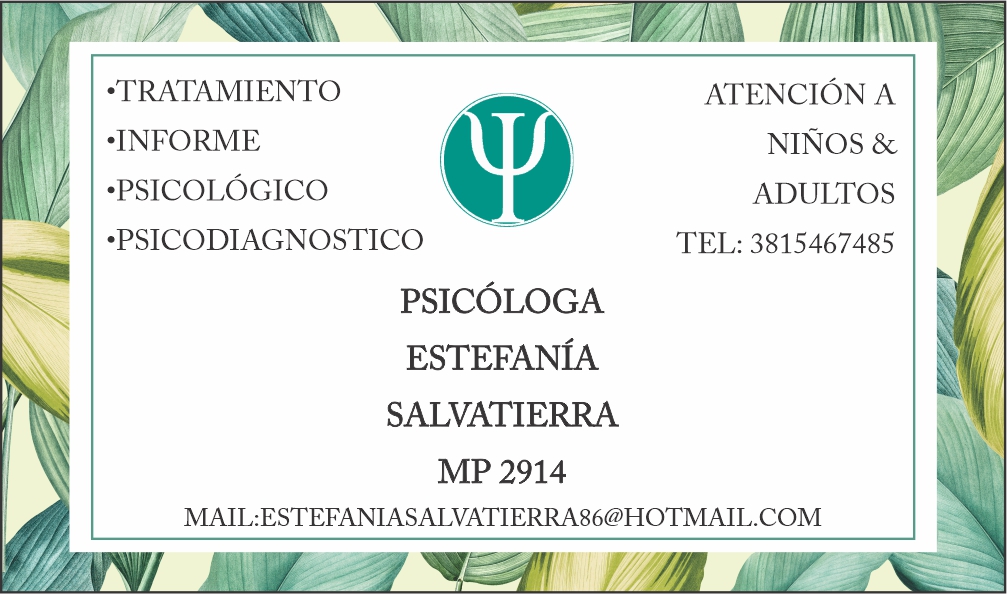 •TRATAMIENTO
•INFORME
•PSICOLÓGICO
•PSICODIAGNOSTICO
Ψ
ATENCIÓN A
NIÑOS &
ADULTOS
TEL: 3815467485
PSICÓLOGA
ESTEFANÍA
SALVATIERRA
MP 2914
MAIL:ESTEFANIASALVATIERRA86@HOTMAIL.COM